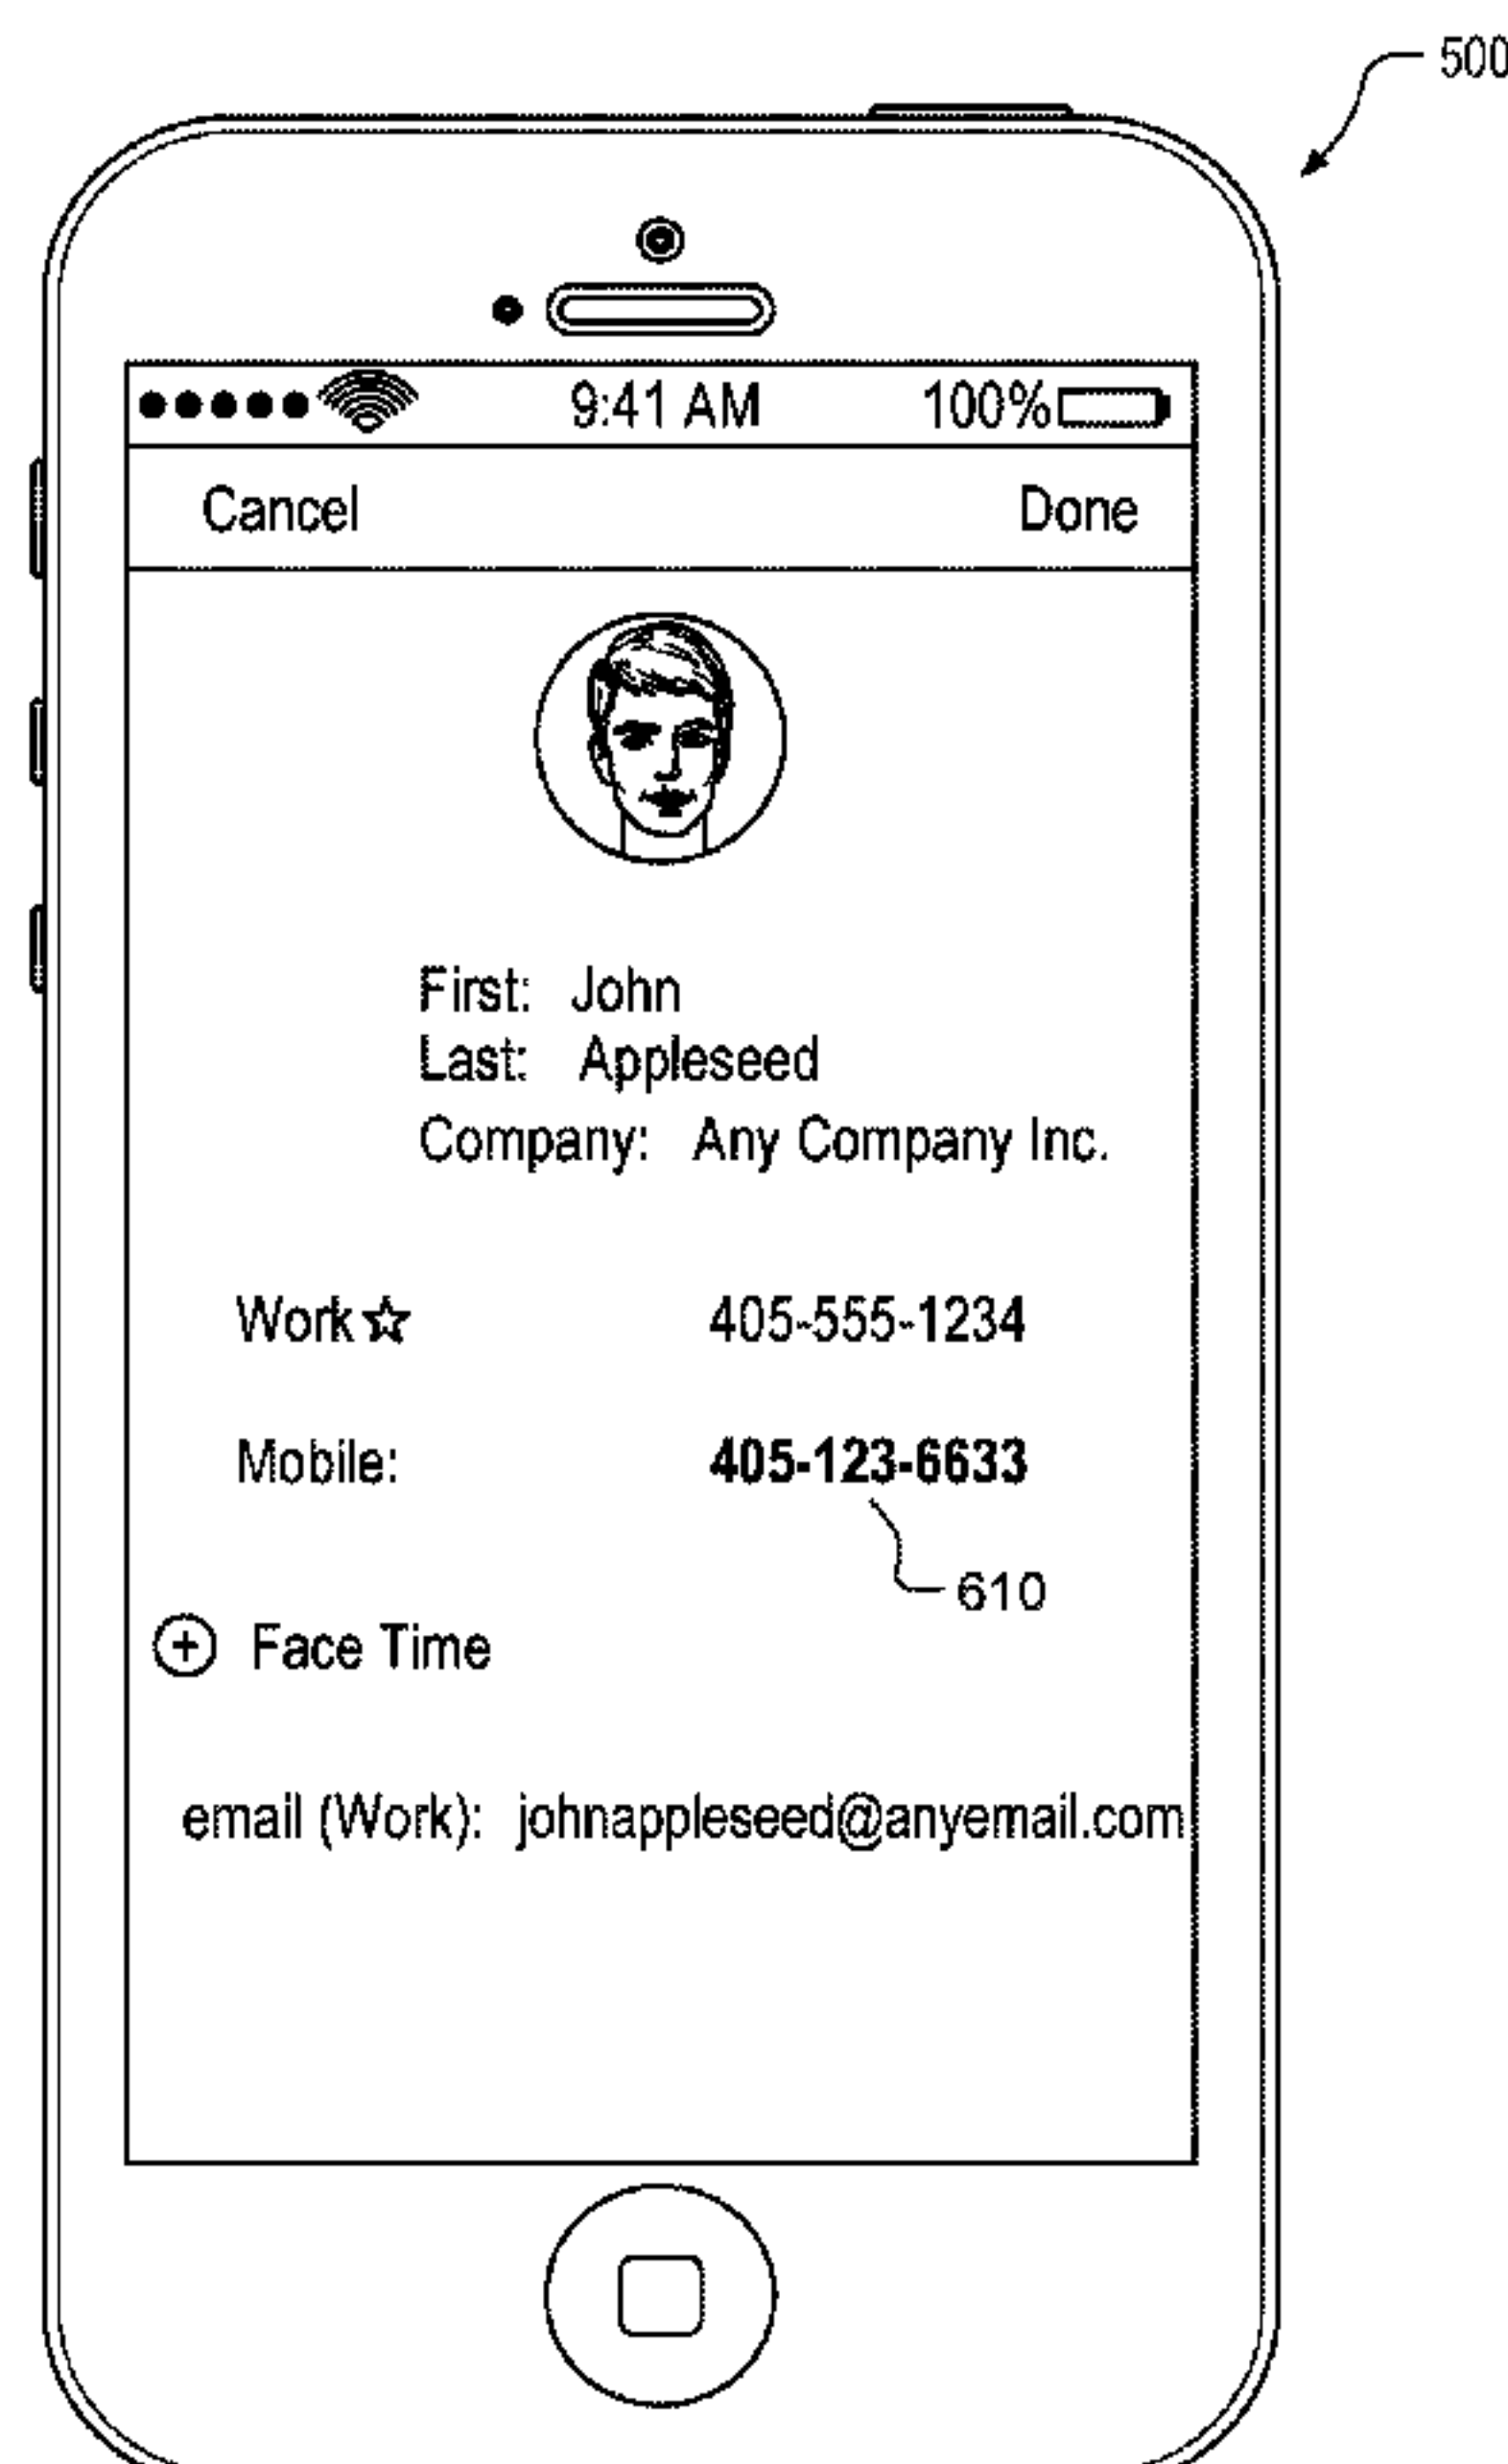 500
9:41 AM 100%
Cancel Done
First: John
Last: Appleseed
Company: Any Company Inc.
Work☆ 405-555-1234
Mobile: 405-123-6633
610
+ Face Time
email (Work): johnappleseed@anyemail.com